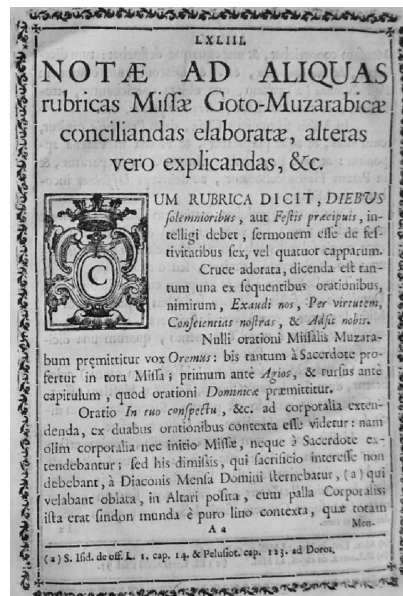 LXLIII.
NOTÆ AD ALIQUAS
rubricas Miſſæ Goto-Muzarabicæ
conciliandas elaboratæ, alteras
vero explicandas, &c.
CUM RUBRICA DICIT, DIEBUS
ſolemnioribus, aut Feſtis præcipuis, in-
telligi debet, ſermonem eſſe de feſ-
tivitatibus ſex, vel quatuor capparum.
Cruce adorata, dicenda eſt tan-
tum una ex ſequentibus orationibus,
nimirum, Exaudi nos, Per virtutem,
Conſcientias noſtras, & Adſit nobis.
Nulli orationi Miſſalis Muzara-
bum præmittitur vox Oremus: bis tantum à Sacerdote pro-
fertur in tota Miſſa; primum antè Agios, & rurſus antè
capitulum, quod orationi Dominicæ præmittitur.
Oratio In tuo conſpectu, &c. ad corporalia exten-
denda, ex duabus orationibus contexta eſſe videtur: nam
olim corporalia nec initio Miſſæ, neque à Sacerdote ex-
tendebantur; ſed his dimiſſis, qui ſacrificio intereſſe non
debebant, à Diaconis Menſa Domini ſternebatur, (a) qui
velabant oblata, in Altari poſita, cum palla Corporalis:
iſta erat ſindon munda è puro lino contexta, quæ totam
A a Men-
(a) S. Iſid. de off. L. 1. cap. 14. & Peluſiot. cap. 123. ad Dorot.